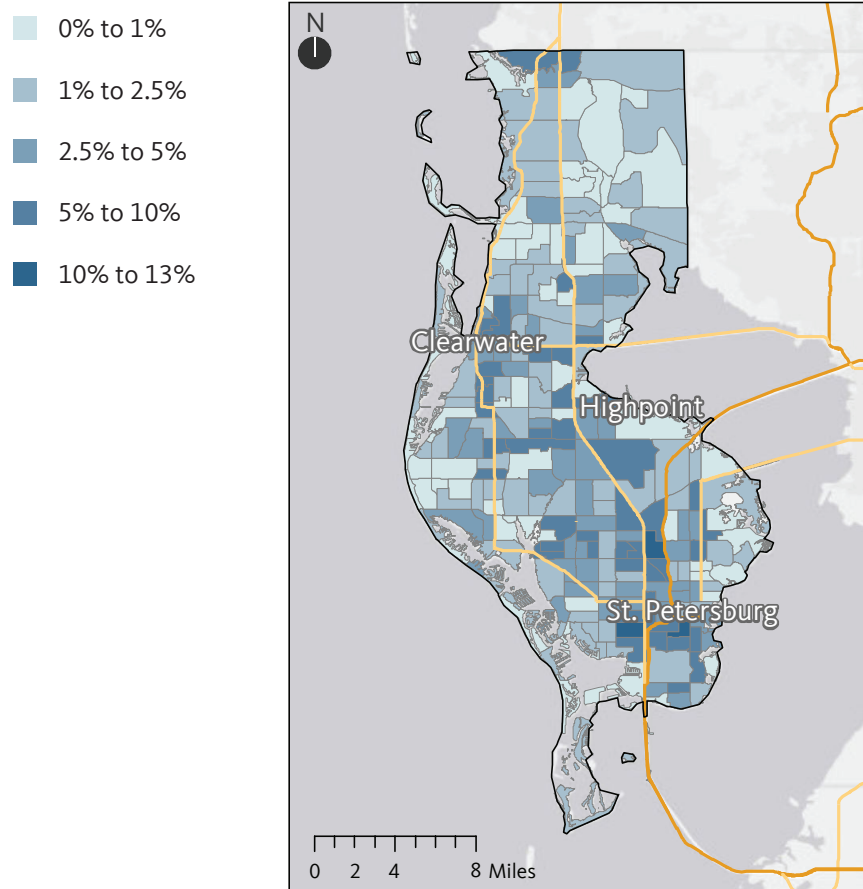 0% to 1%
1% to 2.5%
2.5% to 5%
5% to 10%
10% to 13%
N
Clearwater
Highpoint
St. Petersburg
0 2 4 8 Miles